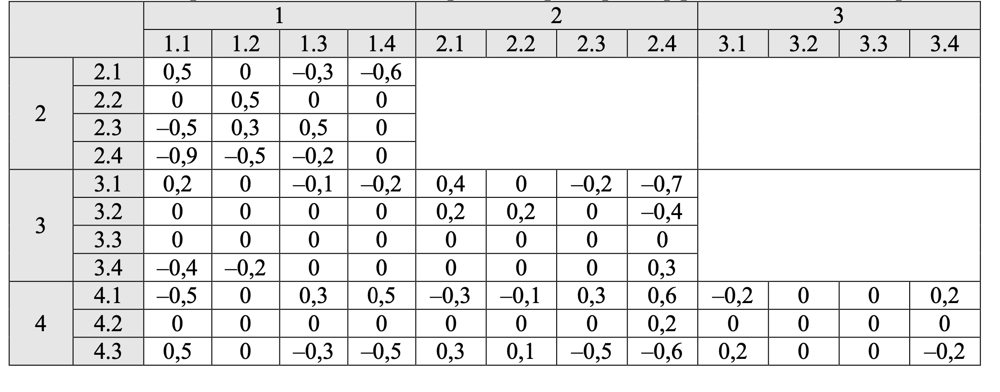 1 2 3
1.1 1.2 1.3 1.4 2.1 2.2 2.3 2.4 3.1 3.2 3.3 3.4
2
2.1 0,5 0 –0,3 –0,6
2.2 0 0,5 0 0
2.3 –0,5 0,3 0,5 0
2.4 –0,9 –0,5 –0,2 0
3
3.1 0,2 0 –0,1 –0,2 0,4 0 –0,2 –0,7
3.2 0 0 0 0 0,2 0,2 0 –0,4
3.3 0 0 0 0 0 0 0 0
3.4 –0,4 –0,2 0 0 0 0 0 0,3
4
4.1 –0,5 0 0,3 0,5 –0,3 –0,1 0,3 0,6 –0,2 0 0 0,2
4.2 0 0 0 0 0 0 0 0,2 0 0 0 0
4.3 0,5 0 –0,3 –0,5 0,3 0,1 –0,5 –0,6 0,2 0 0 –0,2